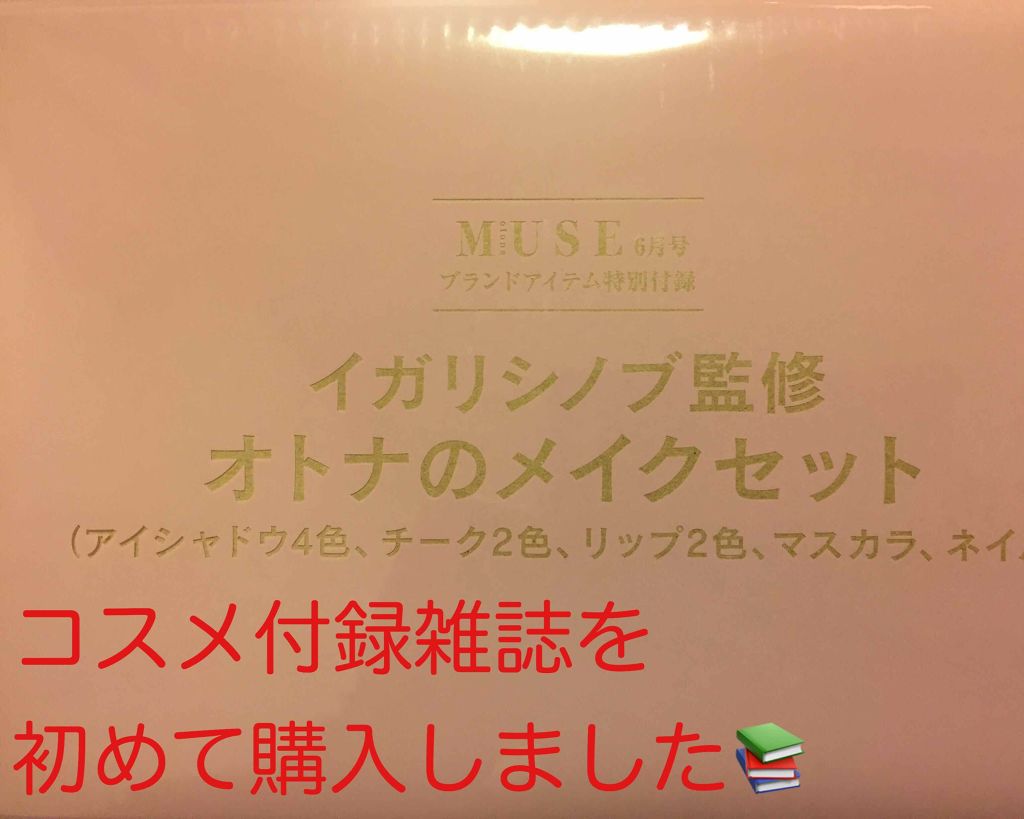 MUSE 6月号
otona
ブランドアイテム特別付録
イガリシノブ監修
オトナのメイクセット
(アイシャドウ4色、チーク2色、リップ2色、マスカラ、ネイ
コスメ付録雑誌を
初めて購入しました📚